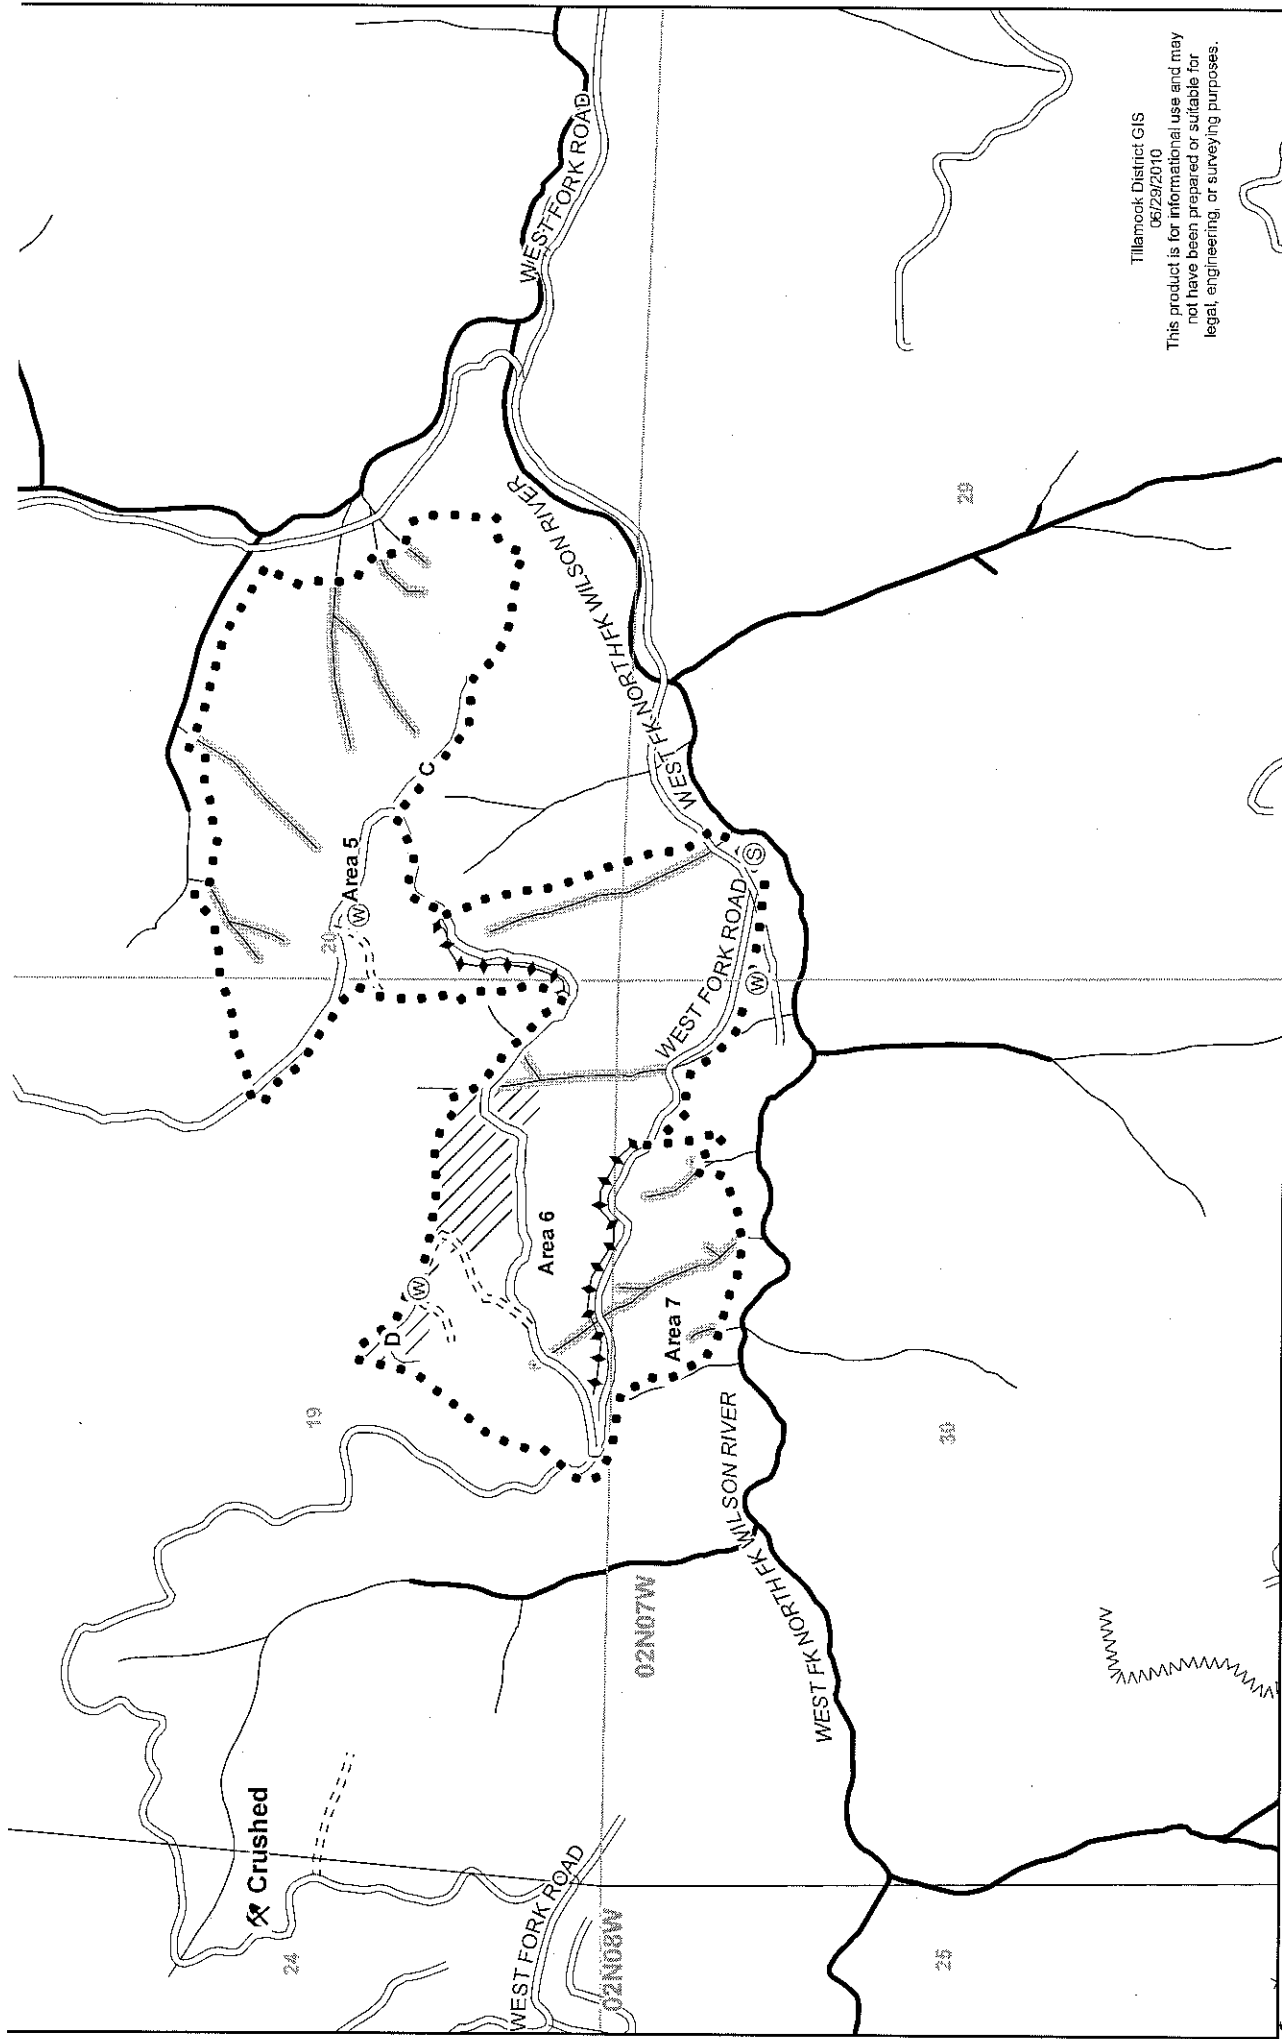 WEST FORK ROAD
WEST FK NORTH FK WILSON RIVER
Area 5
C
20
W
S
W
WEST FORK ROAD
WEST FORK ROAD
Area 6
Area 7
D
W
19
29
30
WEST FK NORTH FK WILSON RIVER
02N07W
Crushed
24
WEST FORK ROAD
02N08W
25
Tillamook District GIS
06/29/2010
This product is for informational use and may
not have been prepared or suitable for
legal, engineering, or surveying purposes.